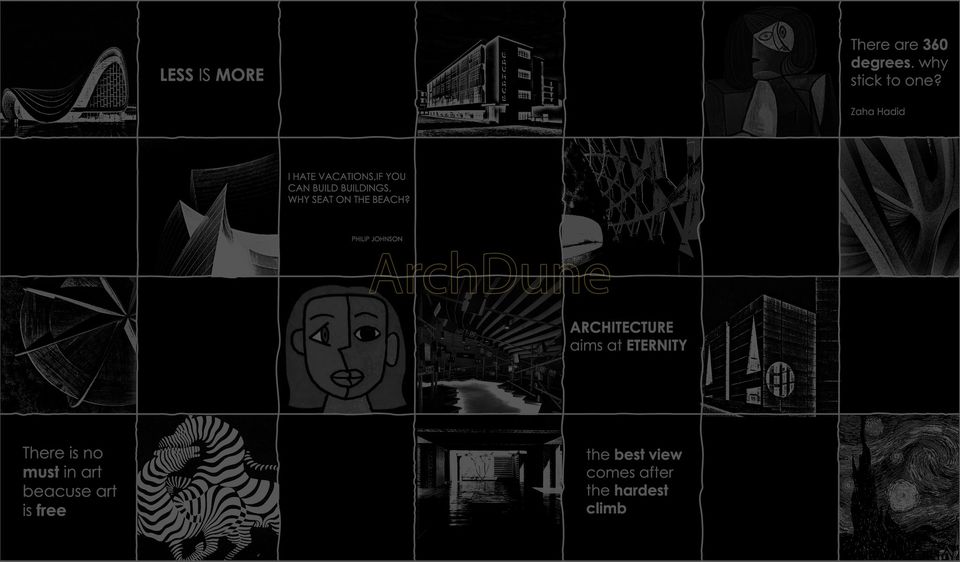 LESS IS MORE
BAUHAUS
There are 360
degrees. why
stick to one?
Zaha Hadid
I HATE VACATIONS,IF YOU
CAN BUILD BUILDINGS,
WHY SEAT ON THE BEACH?
PHILIP JOHNSON
ArchDune
ARCHITECTURE
aims at ETERNITY
There is no
must in art
beacuse art
is free
the best view
comes after
the hardest
climb